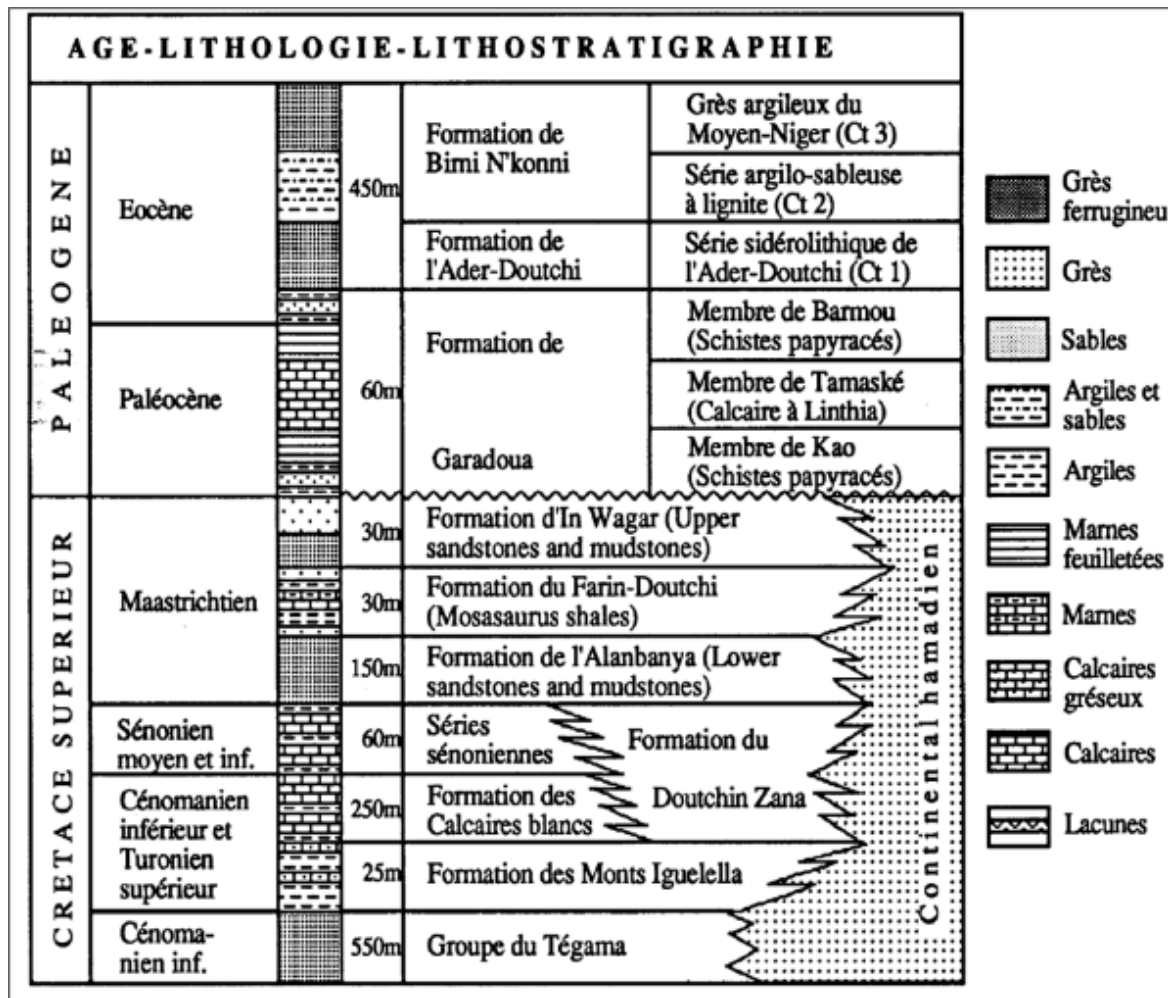 AGE-LITHOLOGIE-LITHOSTRATIGRAPHIE
PALEOGENE
Eocène
450m
Formation de
Birni N'konni
Grès argileux du
Moyen-Niger (Ct 3)
Série argilo-sableuse
à lignite (Ct 2)
Formation de
l'Ader-Doutchi
Série sidérolithique de
l'Ader-Doutchi (Ct 1)
Paléocène
60m
Formation de
Garadoua
Membre de Barmou
(Schistes papyracés)
Membre de Tamaské
(Calcaire à Linthia)
Membre de Kao
(Schistes papyracés)
CRETACE SUPERIEUR
Maastrichtien
30m
Formation d'In Wagar (Upper
sandstones and mudstones)
30m
Formation du Farin-Doutchi
(Mosasaurus shales)
150m
Formation de l'Alanbanya (Lower
sandstones and mudstones)
Sénonien
moyen et inf.
60m
Séries
sénoniennes
Formation du
Doutchin Zana
Cénomanien
inférieur et
Turonien
supérieur
250m
Formation des
Calcaires blancs
25m
Formation des Monts Iguelella
Cénoma-
nien inf.
550m
Groupe du Tégama
Continental hamadien
Grès
ferrugineu
Grès
Sables
Argiles et
sables
Argiles
Marnes
feuilletées
Marnes
Calcaires
gréseux
Calcaires
Lacunes